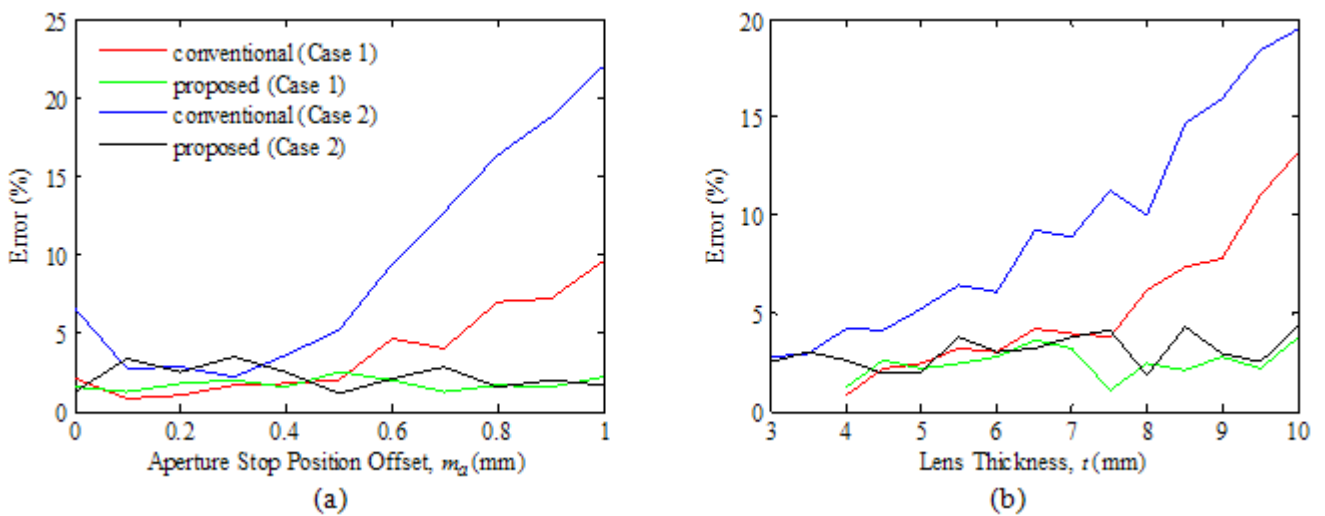 25
20
15
10
5
0
Error (%)
conventional (Case 1)
proposed (Case 1)
conventional (Case 2)
proposed (Case 2)
0 0.2 0.4 0.6 0.8 1
Aperture Stop Position Offset, mₐ (mm)
(a)
20
15
10
5
0
Error (%)
3 4 5 6 7 8 9 10
Lens Thickness, t (mm)
(b)